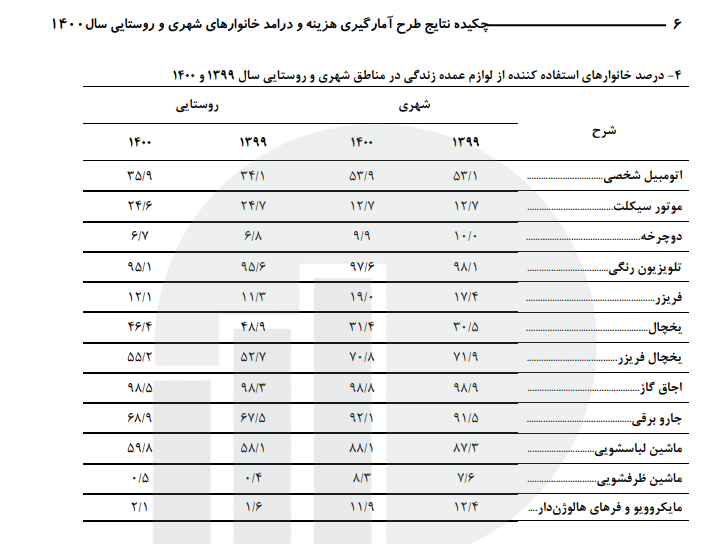 ۶ چکیده نتایج طرح آمارگیری هزینه و درامد خانوارهای شهری و روستایی سال ۱۴۰۰
۴- درصد خانوارهای استفاده کننده از لوازم عمده زندگی در مناطق شهری و روستایی سال ۱۳۹۹ و ۱۴۰۰
شرح شهری روستایی
۱۳۹۹ ۱۴۰۰ ۱۳۹۹ ۱۴۰۰
اتومبیل شخصی ۵۳/۱ ۵۳/۹ ۳۴/۱ ۳۵/۹
موتور سیکلت ۱۲/۷ ۱۲/۷ ۲۴/۷ ۲۴/۶
دوچرخه ۱۰/۰ ۹/۹ ۶/۸ ۶/۷
تلویزیون رنگی ۹۸/۱ ۹۷/۶ ۹۵/۶ ۹۵/۱
فریزر ۱۷/۴ ۱۹/۰ ۱۱/۳ ۱۲/۱
یخچال ۳۰/۵ ۳۱/۴ ۴۸/۹ ۴۶/۴
یخچال فریزر ۷۱/۹ ۷۰/۸ ۵۲/۷ ۵۵/۲
اجاق گاز ۹۸/۹ ۹۸/۸ ۹۸/۳ ۹۸/۵
جارو برقی ۹۱/۵ ۹۲/۱ ۶۷/۵ ۶۸/۹
ماشین لباسشویی ۸۷/۳ ۸۸/۱ ۵۸/۱ ۵۹/۸
ماشین ظرفشویی ۷/۶ ۸/۳ ۰/۴ ۰/۵
مایکروویو و فرهای هالوژن‌دار ۱۲/۴ ۱۱/۹ ۱/۶ ۲/۱